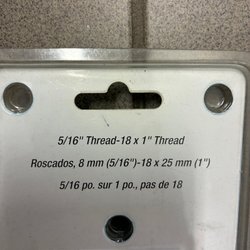 5/16" Thread-18 x 1" Thread
Roscados, 8 mm (5/16")-18 x 25 mm (1")
5/16 po. sur 1 po., pas de 18